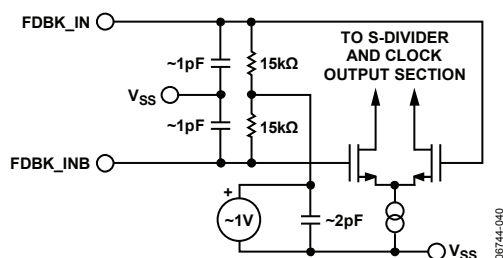 FDBK_IN
TO S-DIVIDER
AND CLOCK
OUTPUT SECTION
~1pF
15kΩ
VSS
~1pF
15kΩ
FDBK_INB
+
~1V
~2pF
VSS
06744-040